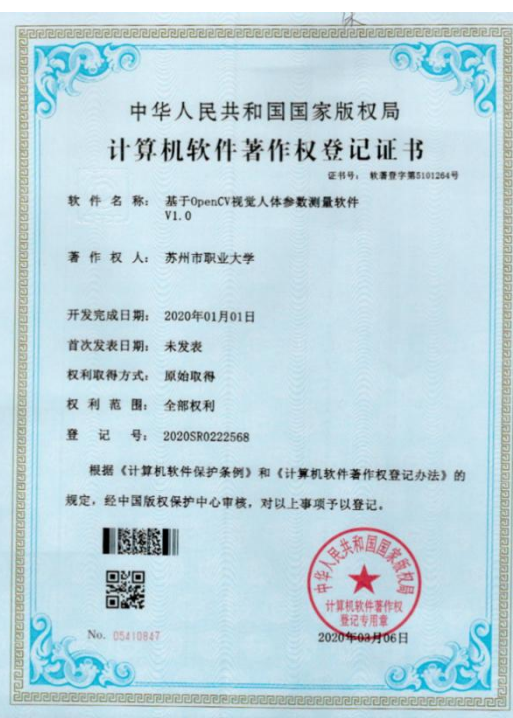 中华人民共和国国家版权局
计算机软件著作权登记证书
证书号： 软著登字第5101264号
软件名称： 基于OpenCV视觉人体参数测量软件
V1.0
著作权人： 苏州市职业大学
开发完成日期： 2020年01月01日
首次发表日期： 未发表
权利取得方式： 原始取得
权利范围： 全部权利
登记号： 2020SR0222568
根据《计算机软件保护条例》和《计算机软件著作权登记办法》的
规定，经中国版权保护中心审核，对以上事项予以登记。
中华人民共和国国家版权局
计算机软件著作权
登记专用章
No. 05410847
2020年03月06日